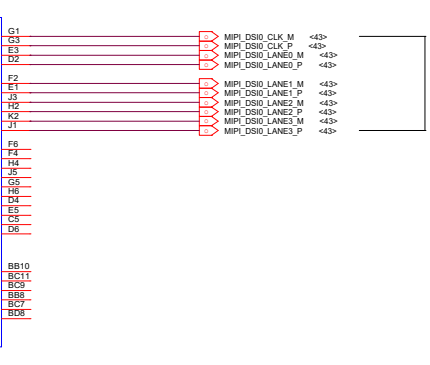 G1 MIPI_DSI0_CLK_M <43>
G3 MIPI_DSI0_CLK_P <43>
E3 MIPI_DSI0_LANE0_M <43>
D2 MIPI_DSI0_LANE0_P <43>
F2 MIPI_DSI0_LANE1_M <43>
E1 MIPI_DSI0_LANE1_P <43>
J3 MIPI_DSI0_LANE2_M <43>
H2 MIPI_DSI0_LANE2_P <43>
K2 MIPI_DSI0_LANE3_M <43>
J1 MIPI_DSI0_LANE3_P <43>
F6
F4
H4
J5
G5
H6
D4
E5
C5
D6
BB10
BC11
BC9
BB8
BC7
BD8